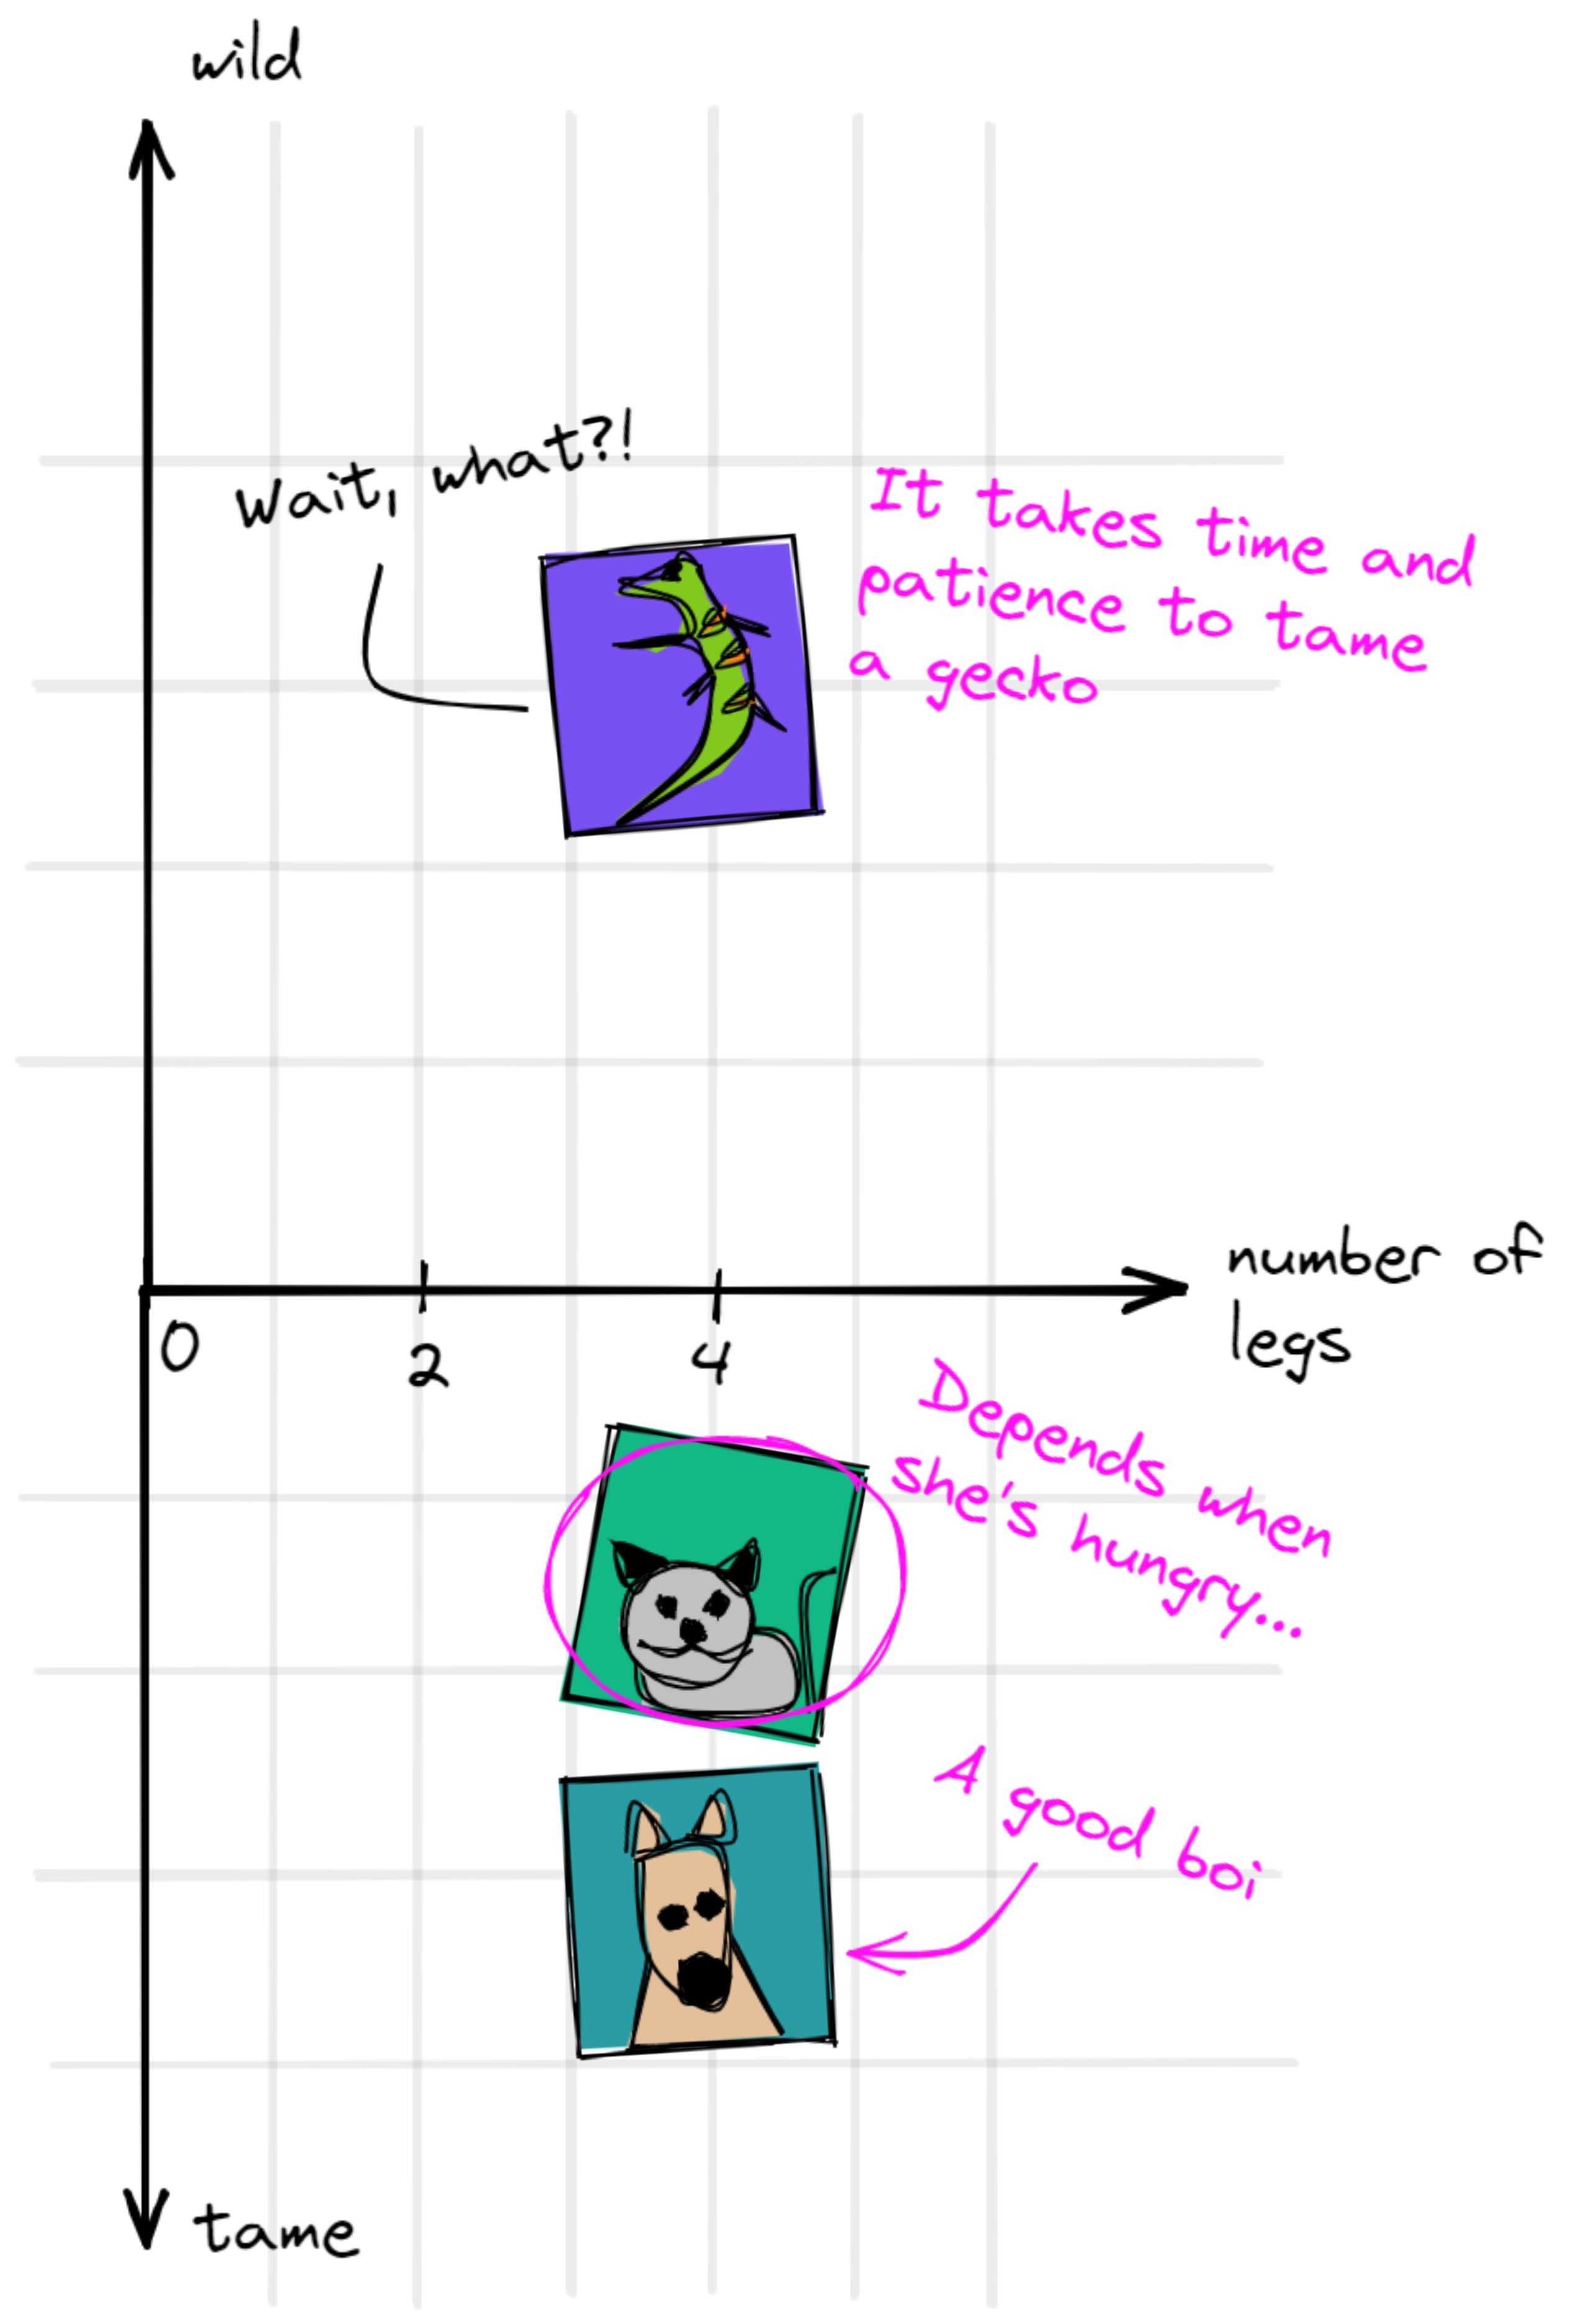 wild
Wait, what?!
It takes time and
patience to tame
a gecko
number of
legs
0
2
4
Depends when
she's hungry...
A good boi
tame